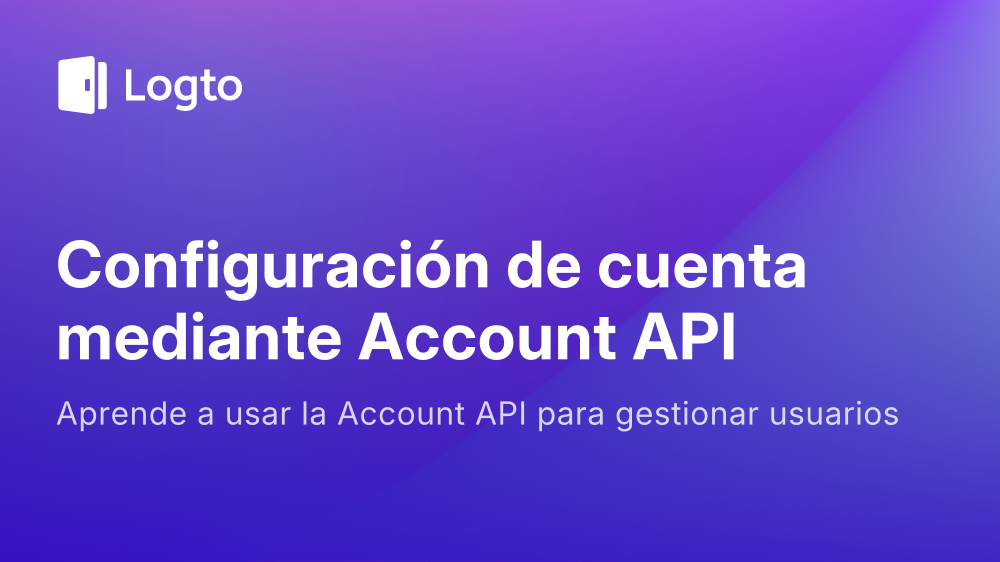 Logto
Configuración de cuenta
mediante Account API
Aprende a usar la Account API para gestionar usuarios